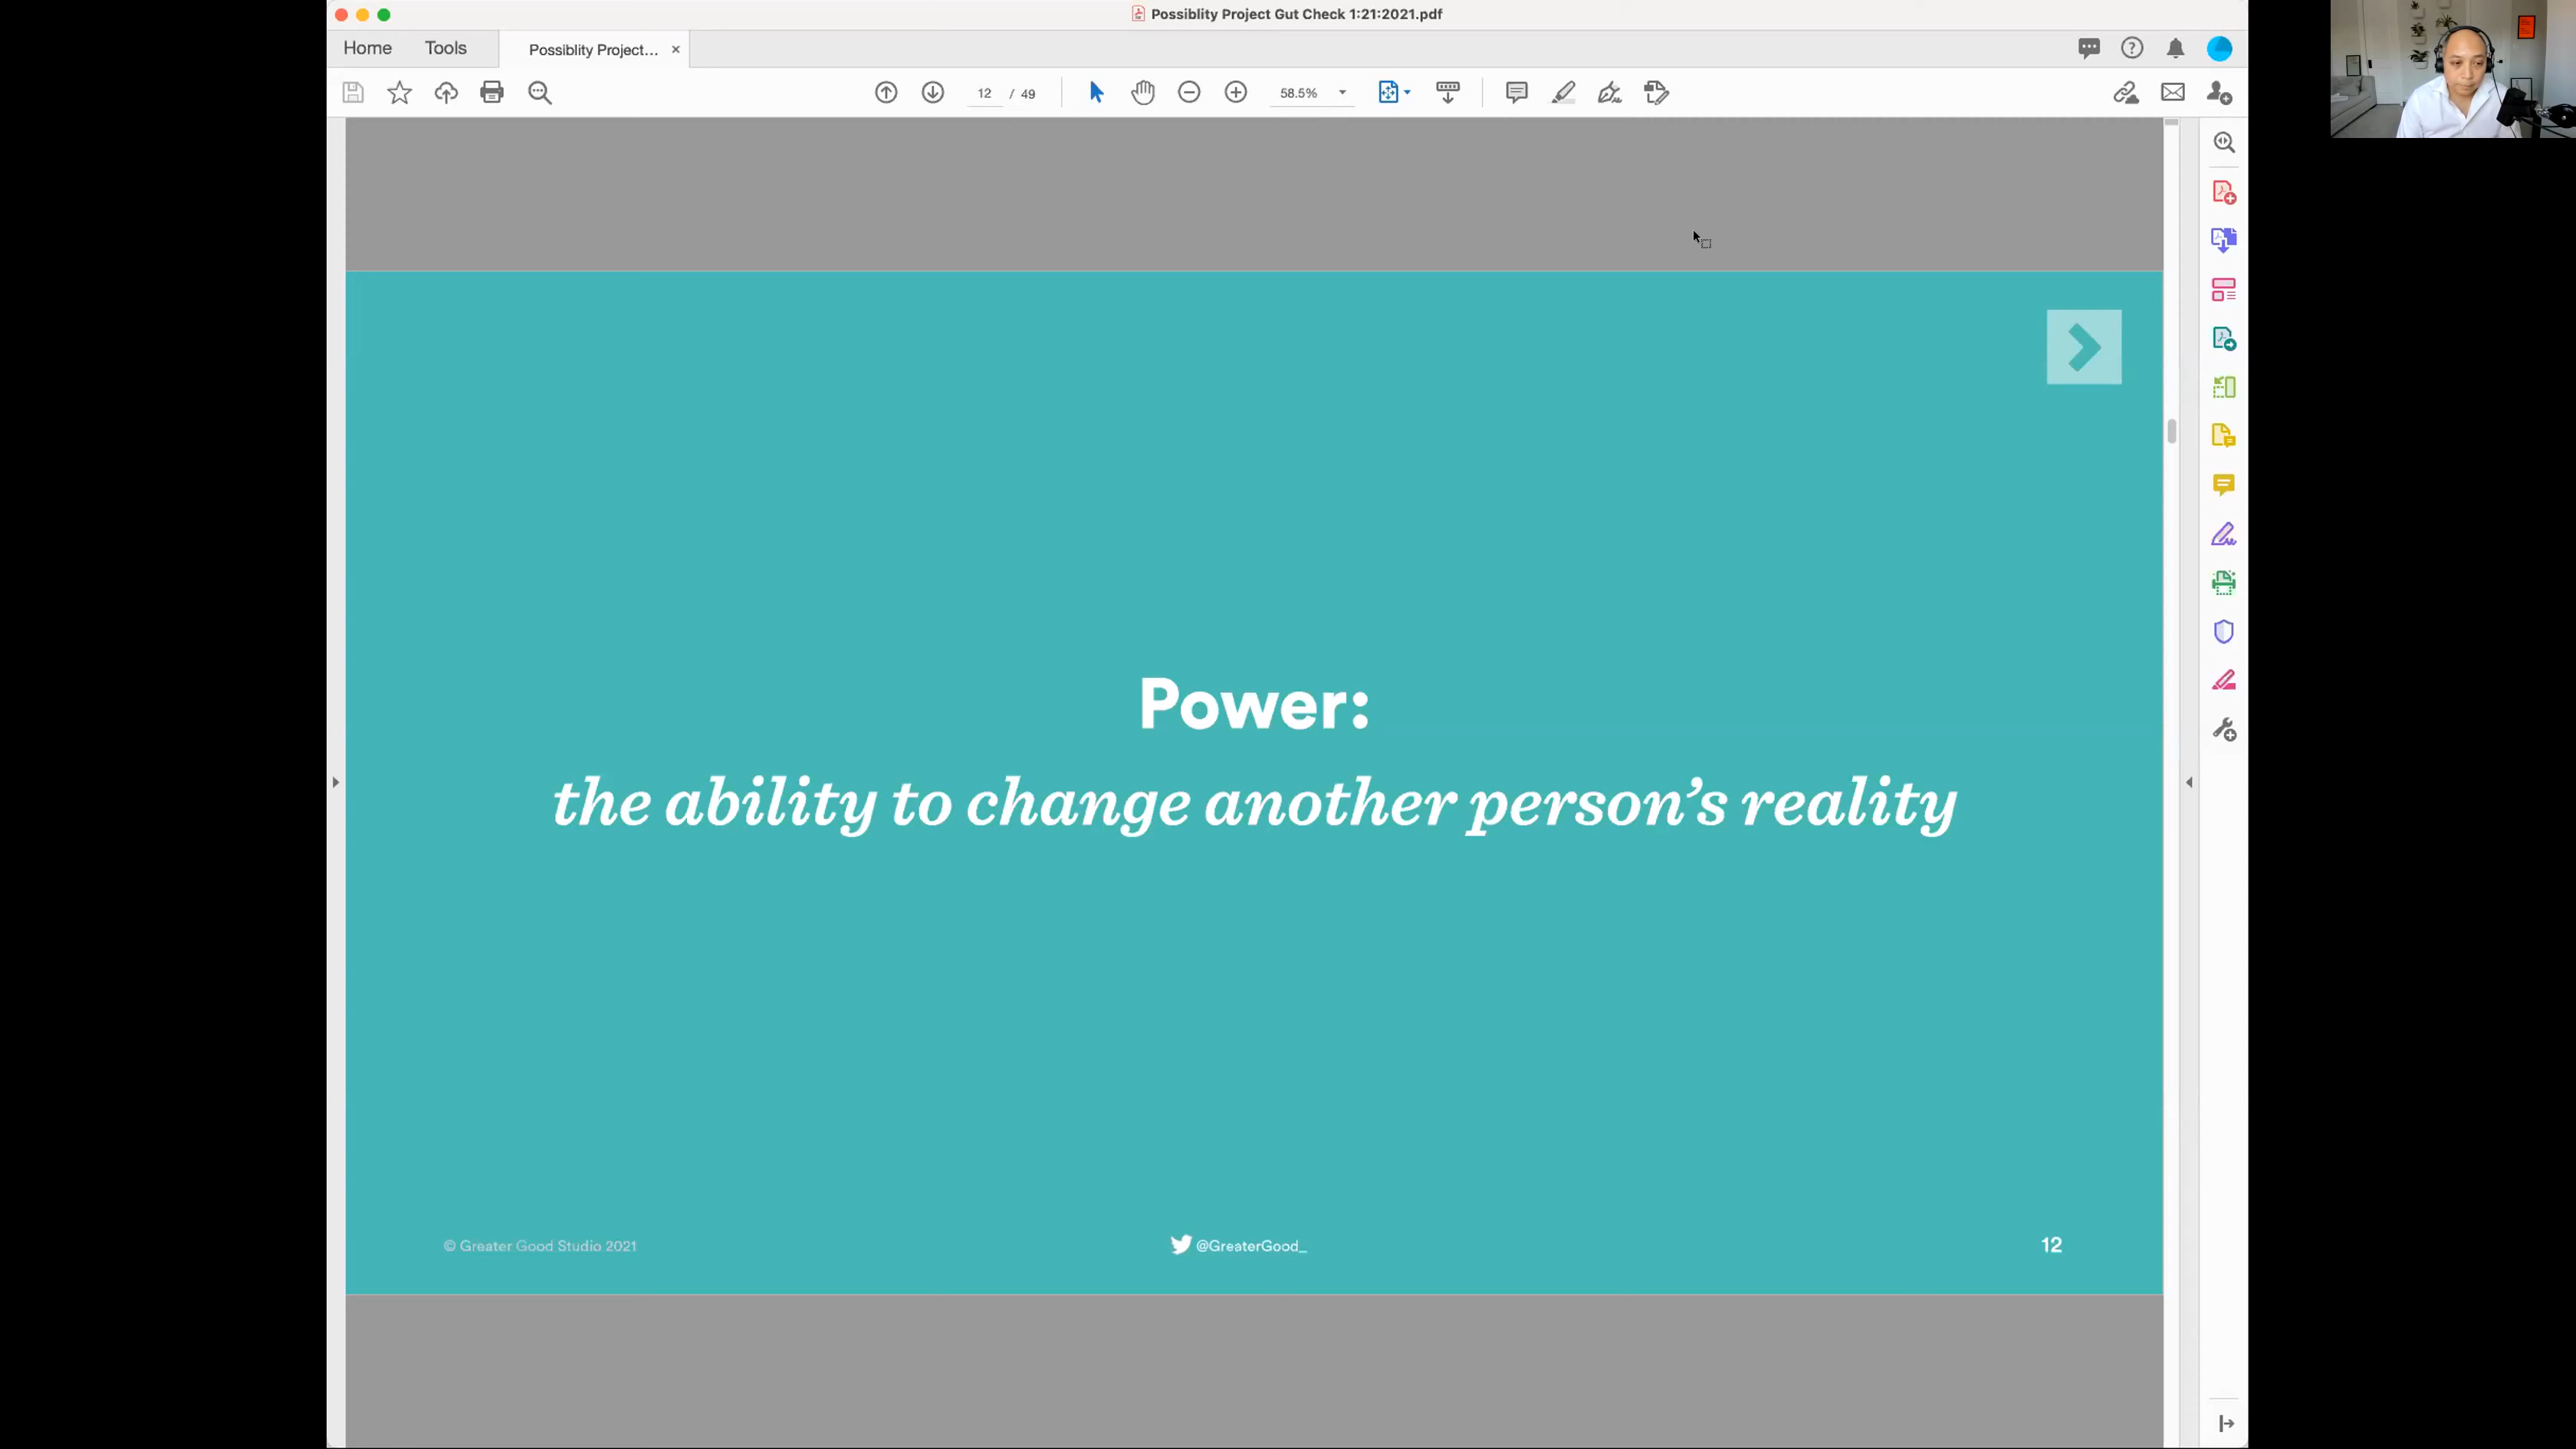 Possiblity Project Gut Check 1:21:2021.pdf
Home Tools Possiblity Project... ×
12 / 49 58.5%
Power:
the ability to change another person’s reality
© Greater Good Studio 2021 @GreaterGood_ 12